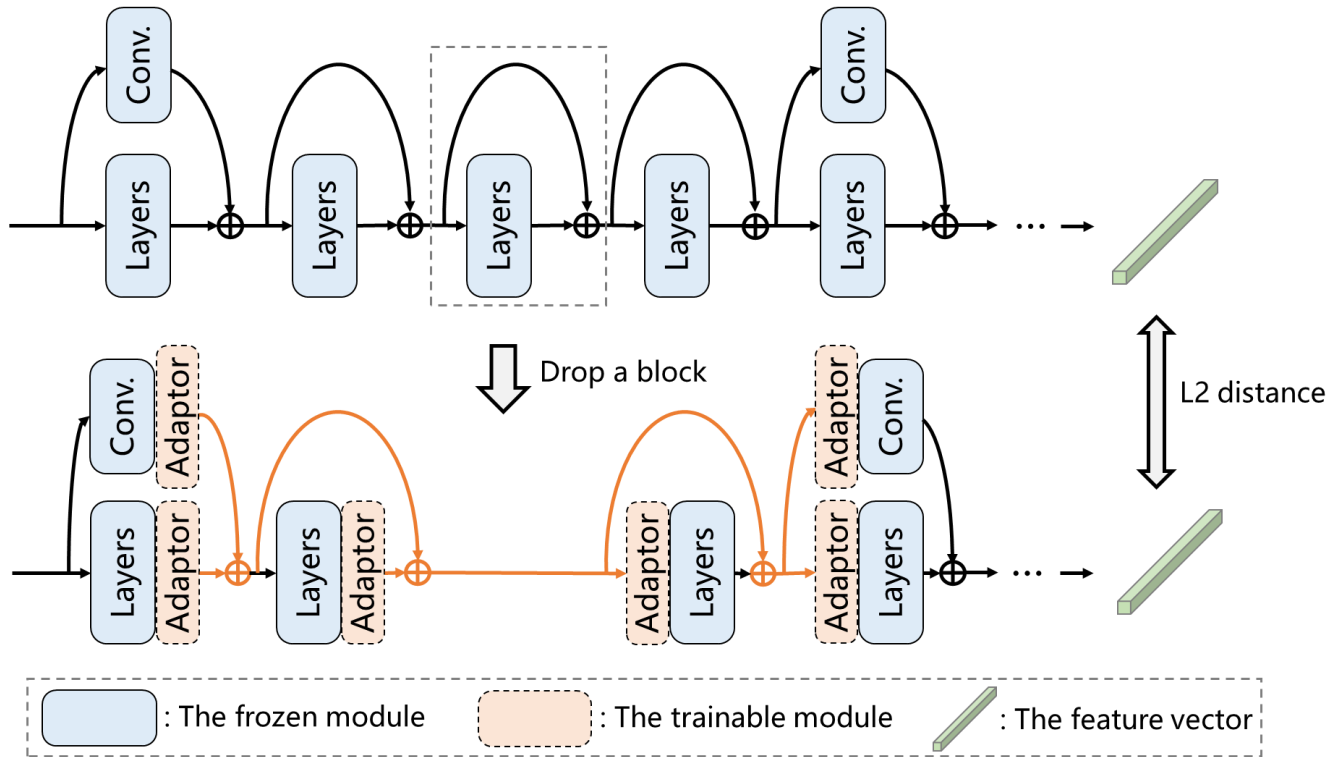 Conv.
Conv.
Layers
Layers
Layers
Layers
Layers
...
Drop a block
L2 distance
Conv.
Adaptor
Adaptor
Conv.
Layers
Adaptor
Layers
Adaptor
Adaptor
Layers
Adaptor
Layers
...
: The frozen module
: The trainable module
: The feature vector